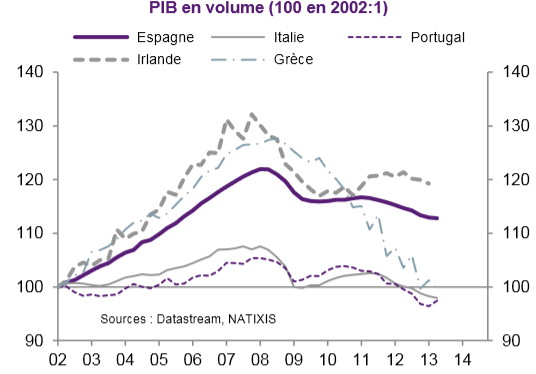 PIB en volume (100 en 2002:1)
Espagne Italie Portugal
Irlande Grèce
140 140
130 130
120 120
110 110
100 100
90 90
Sources : Datastream, NATIXIS
02 03 04 05 06 07 08 09 10 11 12 13 14